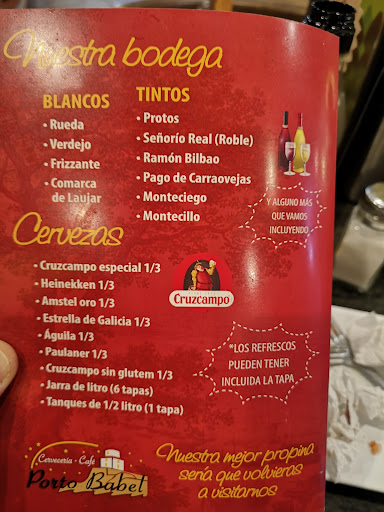 Nuestra bodega
BLANCOS
• Rueda
• Verdejo
• Frizzante
• Comarca
de Laujar
TINTOS
• Protos
• Señorío Real (Roble)
• Ramón Bilbao
• Pago de Carraovejas
• Monteciego
• Montecillo
Y ALGUNO MÁS
QUE VAMOS
INCLUYENDO
Cervezas
• Cruzcampo especial 1/3
• Heinekken 1/3
• Amstel oro 1/3
• Estrella de Galicia 1/3
• Águila 1/3
• Paulaner 1/3
• Cruzcampo sin glutem 1/3
• Jarra de litro (6 tapas)
• Tanques de 1/2 litro (1 tapa)
Cruzcampo
*LOS REFRESCOS
PUEDEN TENER
INCLUIDA LA TAPA
Cervecería - Café
Porto Babel
Nuestra mejor propina
sería que volvieras
a visitarnos